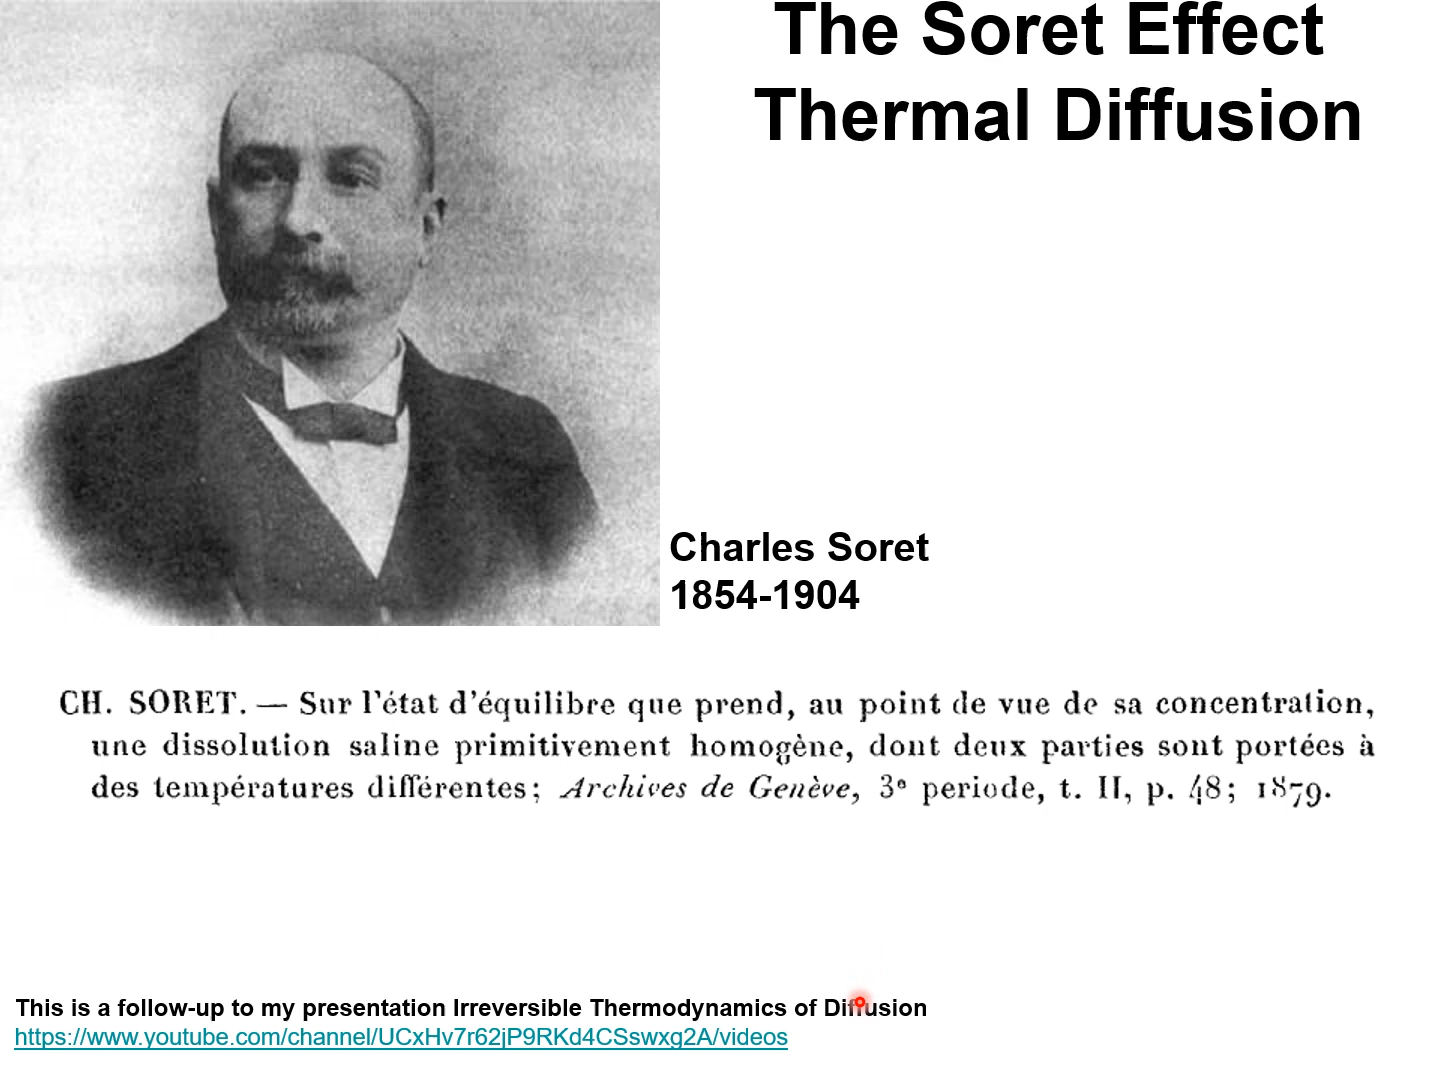 The Soret Effect
Thermal Diffusion
Charles Soret
1854-1904
CH. SORET. — Sur l'état d'équilibre que prend, au point de vue de sa concentration,
une dissolution saline primitivement homogène, dont deux parties sont portées à
des températures différentes; Archives de Genève, 3e periode, t. II, p. 48; 1879.
This is a follow-up to my presentation Irreversible Thermodynamics of Diffusion
https://www.youtube.com/channel/UCxHv7r62jP9RKd4CSswxg2A/videos